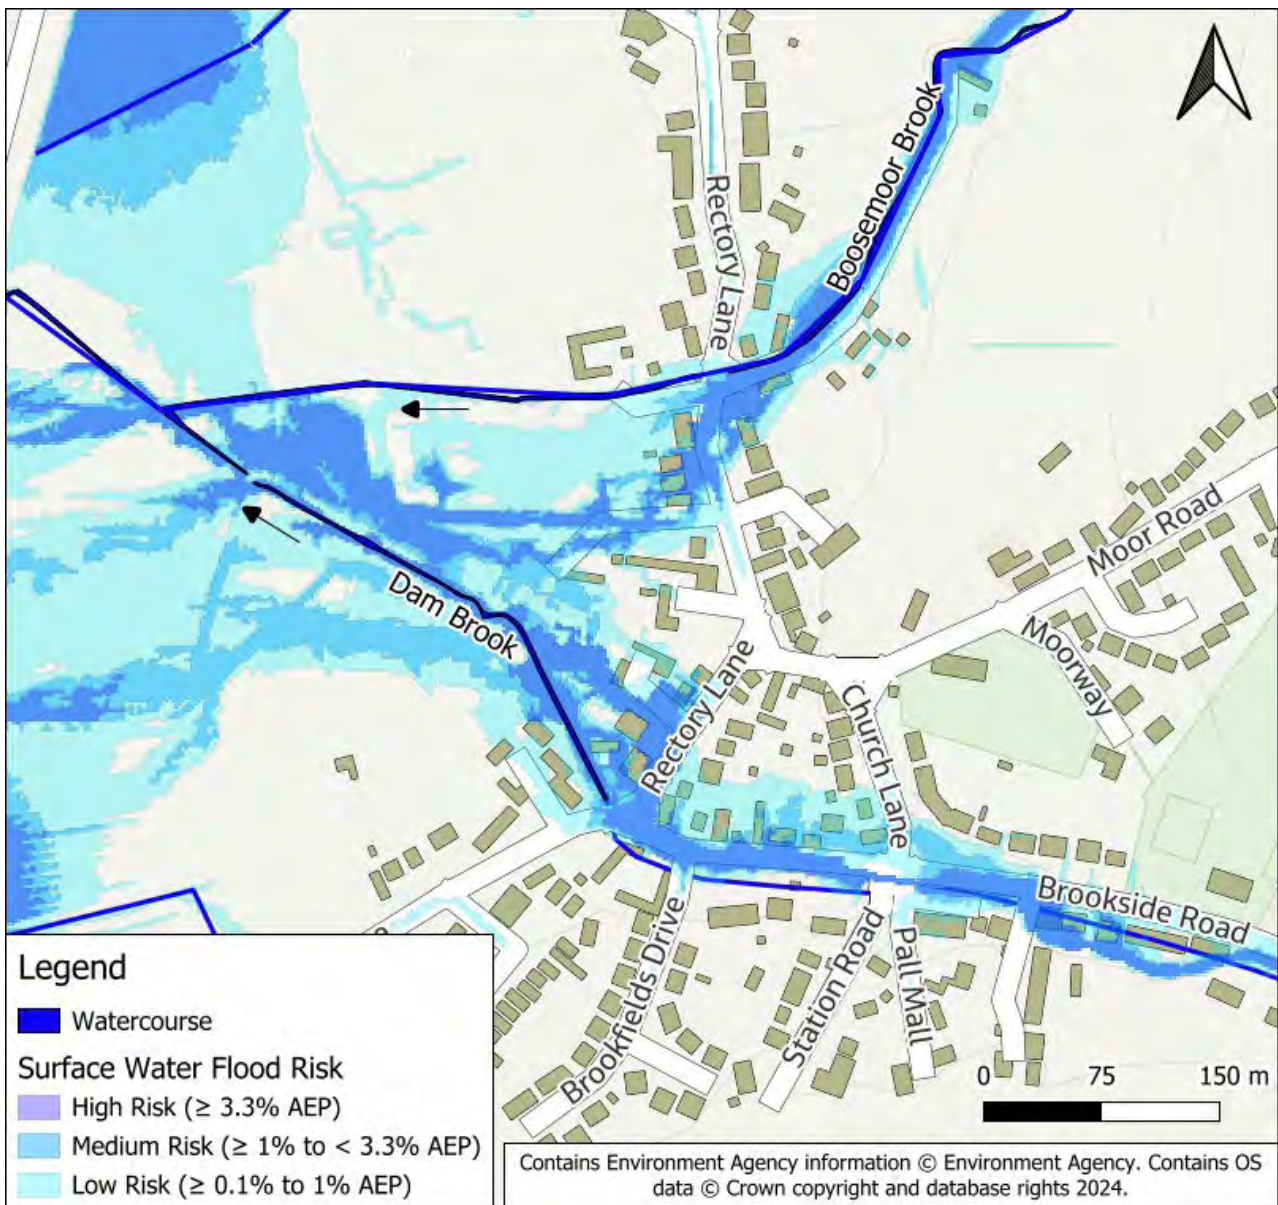 Boosemoor Brook
Rectory Lane
Moor Road
Dam Brook
Moorway
Rectory Lane
Church Lane
Brookside Road
Brookfields Drive
Station Road
Pall Mall
Legend
Watercourse
Surface Water Flood Risk
High Risk (≥ 3.3% AEP)
Medium Risk (≥ 1% to < 3.3% AEP)
Low Risk (≥ 0.1% to 1% AEP)
0 75 150 m
Contains Environment Agency information © Environment Agency. Contains OS
data © Crown copyright and database rights 2024.